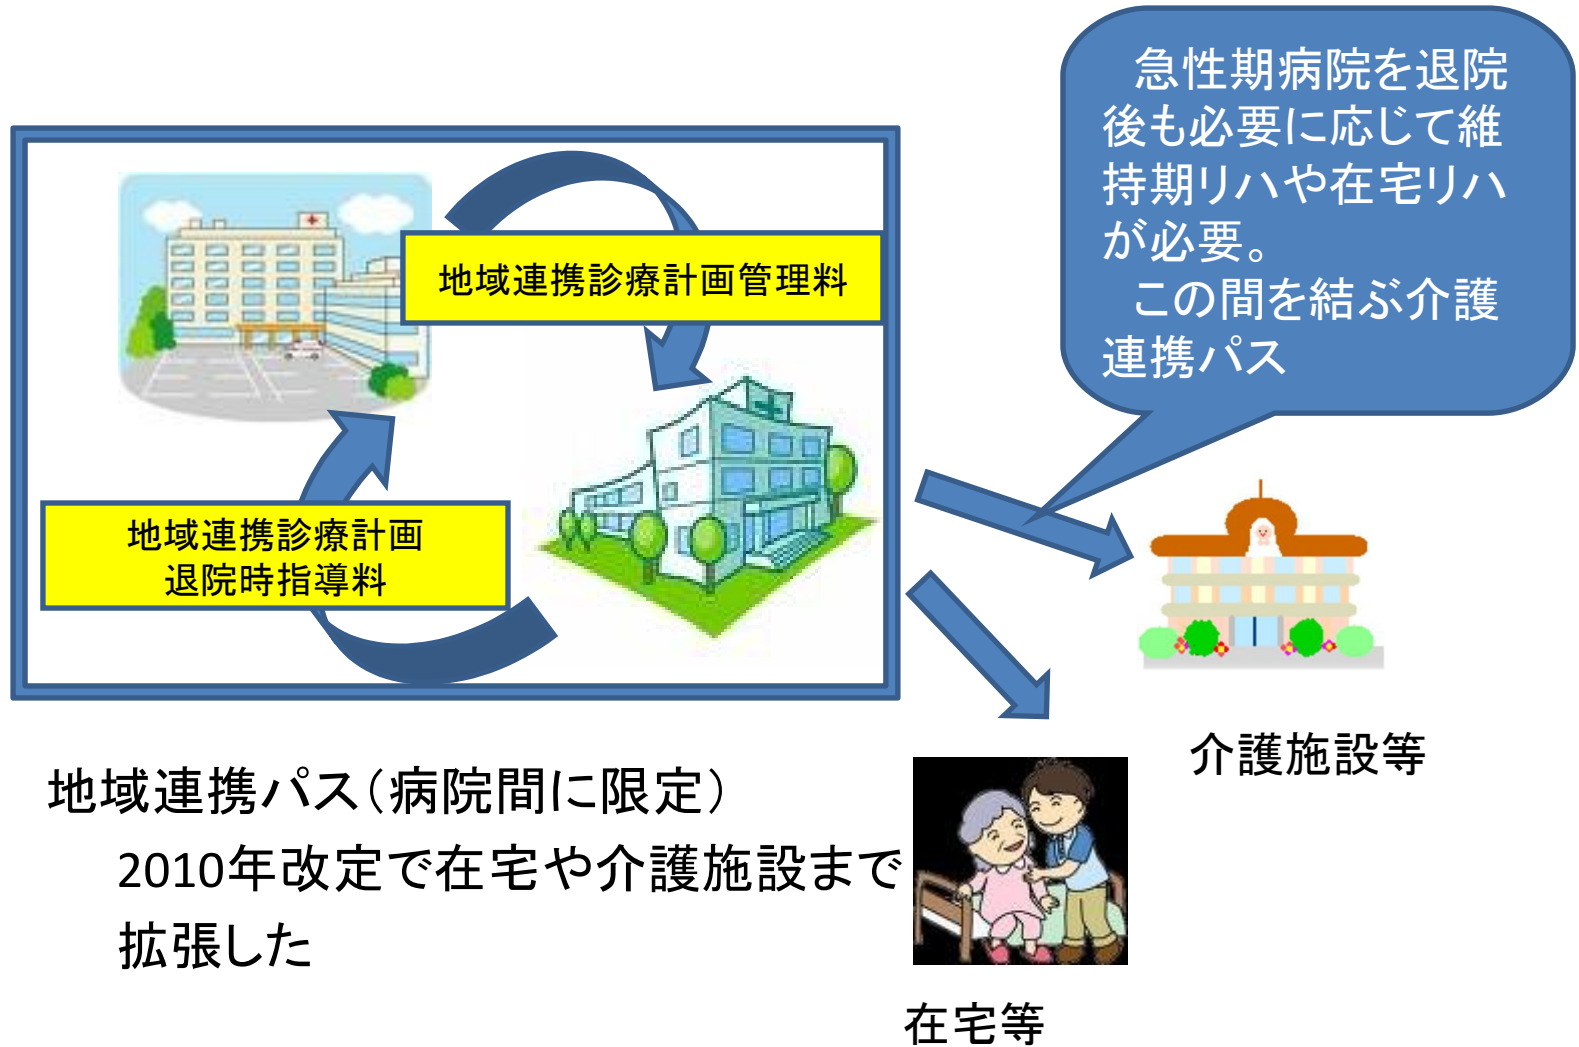 急性期病院を退院
後も必要に応じて維
持期リハや在宅リハ
が必要。
この間を結ぶ介護
連携パス
地域連携診療計画管理料
地域連携診療計画
退院時指導料
介護施設等
地域連携パス（病院間に限定）
2010年改定で在宅や介護施設まで
拡張した
在宅等